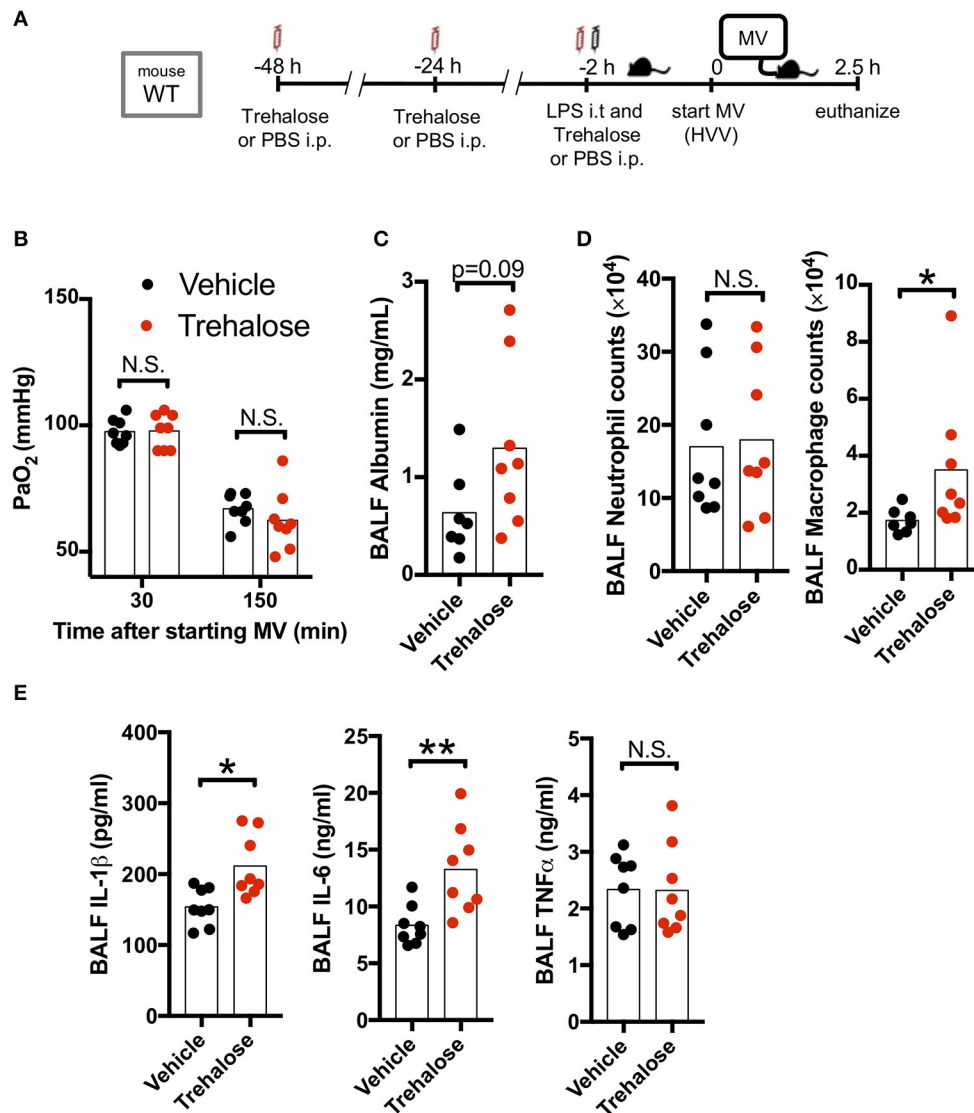 A
mouse
WT
-48 h
-24 h
-2 h
0
MV
2.5 h
Trehalose
or PBS i.p.
Trehalose
or PBS i.p.
LPS i.t and
Trehalose
or PBS i.p.
start MV
(HVV)
euthanize
B
PaO2 (mmHg)
150
100
50
Vehicle
Trehalose
N.S.
N.S.
30
150
Time after starting MV (min)
C
BALF Albumin (mg/mL)
3
2
1
0
p=0.09
Vehicle
Trehalose
D
BALF Neutrophil counts (×10⁴)
40
30
20
10
0
N.S.
Vehicle
Trehalose
BALF Macrophage counts (×10⁴)
10
8
6
4
2
0
*
Vehicle
Trehalose
E
BALF IL-1β (pg/ml)
400
300
200
100
0
*
Vehicle
Trehalose
BALF IL-6 (ng/ml)
25
20
15
10
5
0
**
Vehicle
Trehalose
BALF TNFα (ng/ml)
5
4
3
2
1
0
N.S.
Vehicle
Trehalose